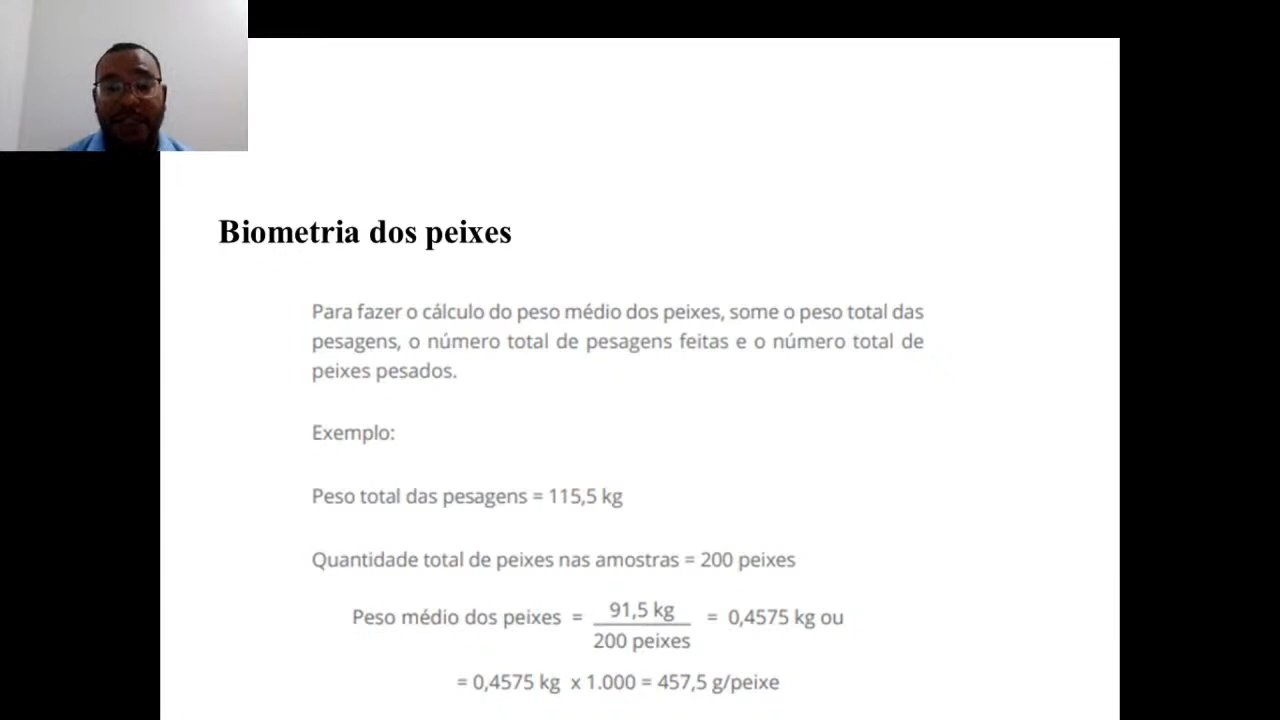 Biometria dos peixes
Para fazer o cálculo do peso médio dos peixes, some o peso total das
pesagens, o número total de pesagens feitas e o número total de
peixes pesados.
Exemplo:
Peso total das pesagens = 115,5 kg
Quantidade total de peixes nas amostras = 200 peixes
Peso médio dos peixes = 91,5 kg / 200 peixes = 0,4575 kg ou
= 0,4575 kg x 1.000 = 457,5 g/peixe